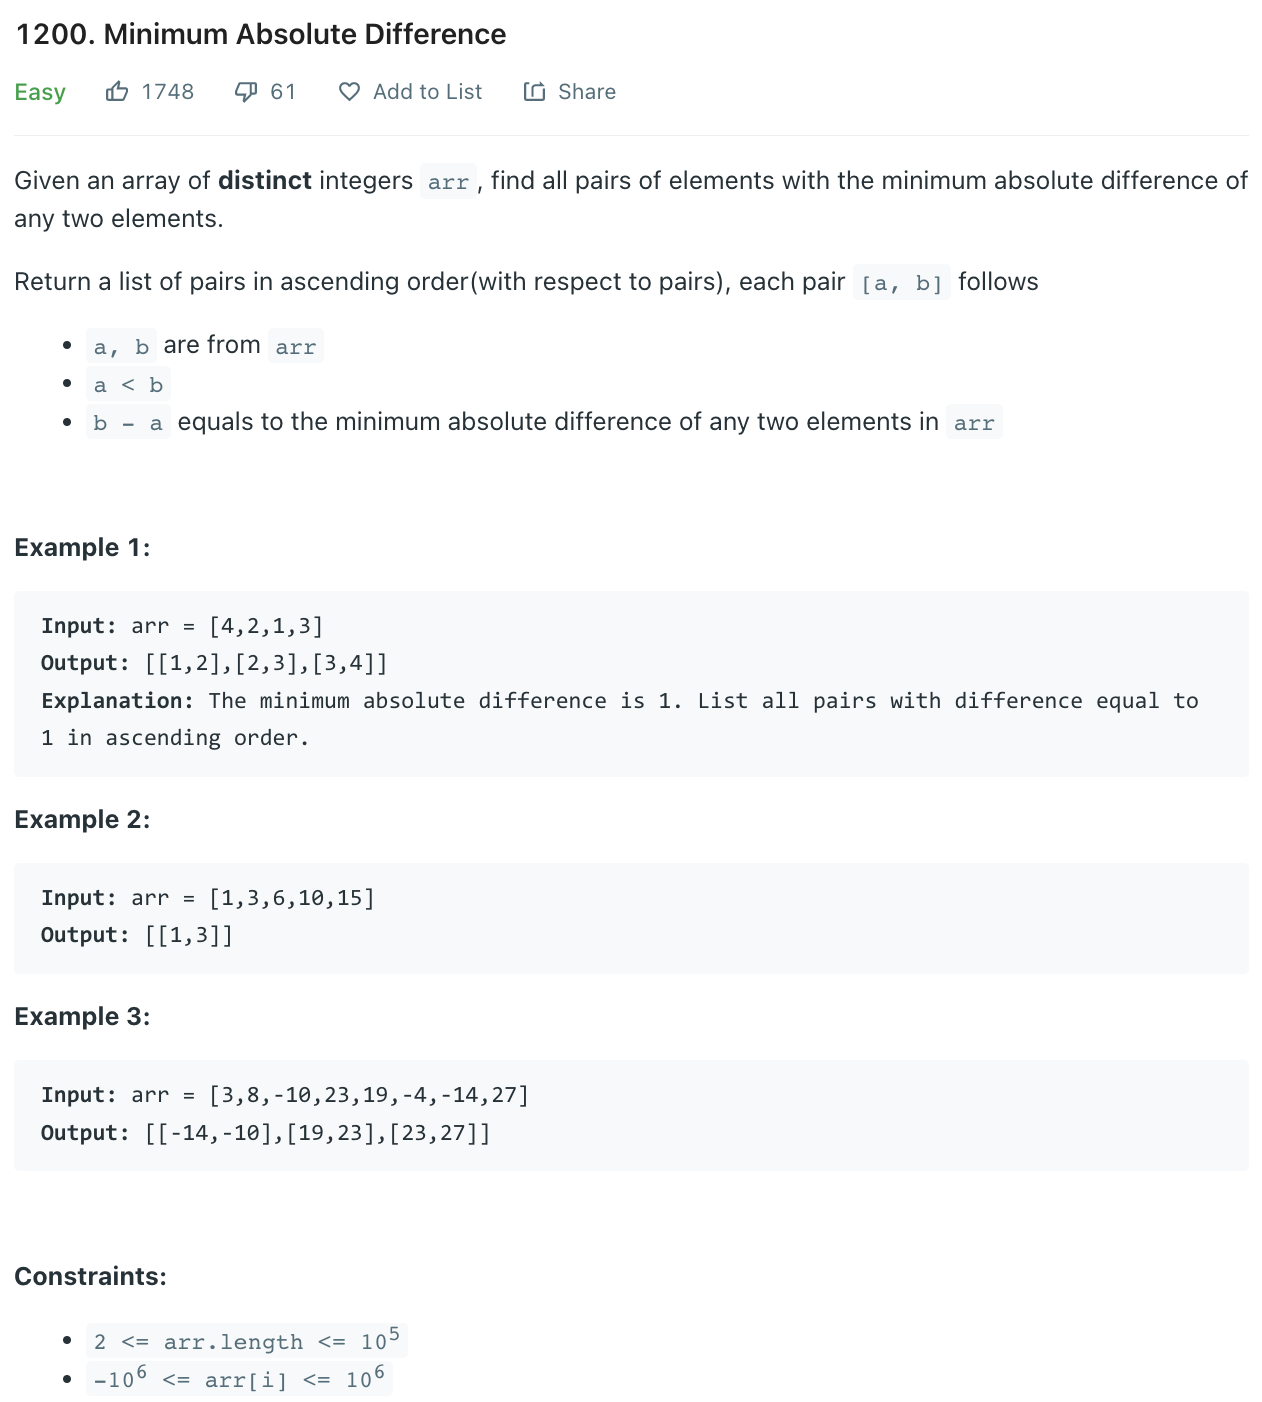 1200. Minimum Absolute Difference
Easy 1748 61 Add to List Share
Given an array of distinct integers arr , find all pairs of elements with the minimum absolute difference of
any two elements.
Return a list of pairs in ascending order(with respect to pairs), each pair [a, b] follows
• a, b are from arr
• a < b
• b - a equals to the minimum absolute difference of any two elements in arr
Example 1:
Input: arr = [4,2,1,3]
Output: [[1,2],[2,3],[3,4]]
Explanation: The minimum absolute difference is 1. List all pairs with difference equal to
1 in ascending order.
Example 2:
Input: arr = [1,3,6,10,15]
Output: [[1,3]]
Example 3:
Input: arr = [3,8,-10,23,19,-4,-14,27]
Output: [[-14,-10],[19,23],[23,27]]
Constraints:
• 2 <= arr.length <= 10⁵
• -10⁶ <= arr[i] <= 10⁶